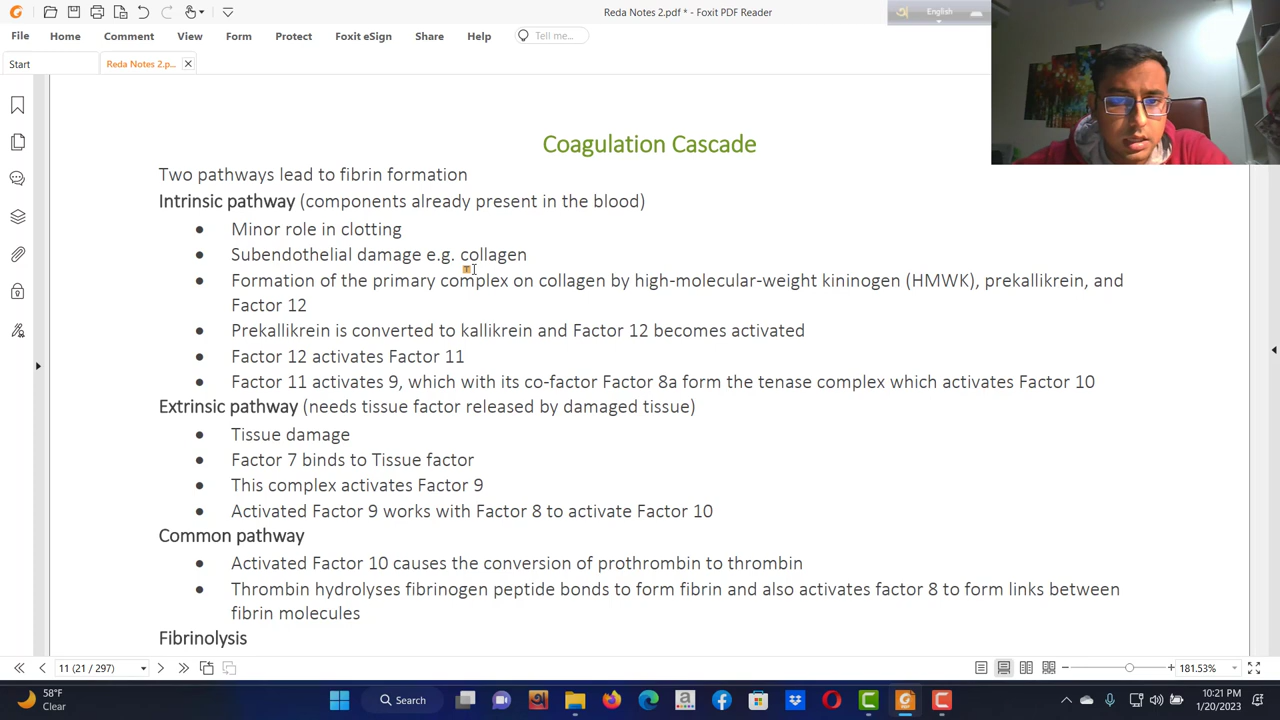 Reda Notes 2.pdf * - Foxit PDF Reader
English
File Home Comment View Form Protect Foxit eSign Share Help Tell me...
Start Reda Notes 2.p...
Coagulation Cascade
Two pathways lead to fibrin formation
Intrinsic pathway (components already present in the blood)
• Minor role in clotting
• Subendothelial damage e.g. collagen
• Formation of the primary complex on collagen by high-molecular-weight kininogen (HMWK), prekallikrein, and
Factor 12
• Prekallikrein is converted to kallikrein and Factor 12 becomes activated
• Factor 12 activates Factor 11
• Factor 11 activates 9, which with its co-factor Factor 8a form the tenase complex which activates Factor 10
Extrinsic pathway (needs tissue factor released by damaged tissue)
• Tissue damage
• Factor 7 binds to Tissue factor
• This complex activates Factor 9
• Activated Factor 9 works with Factor 8 to activate Factor 10
Common pathway
• Activated Factor 10 causes the conversion of prothrombin to thrombin
• Thrombin hydrolyses fibrinogen peptide bonds to form fibrin and also activates factor 8 to form links between
fibrin molecules
Fibrinolysis
11 (21 / 297) 181.53%
58°F
Clear
Search
10:21 PM
1/20/2023